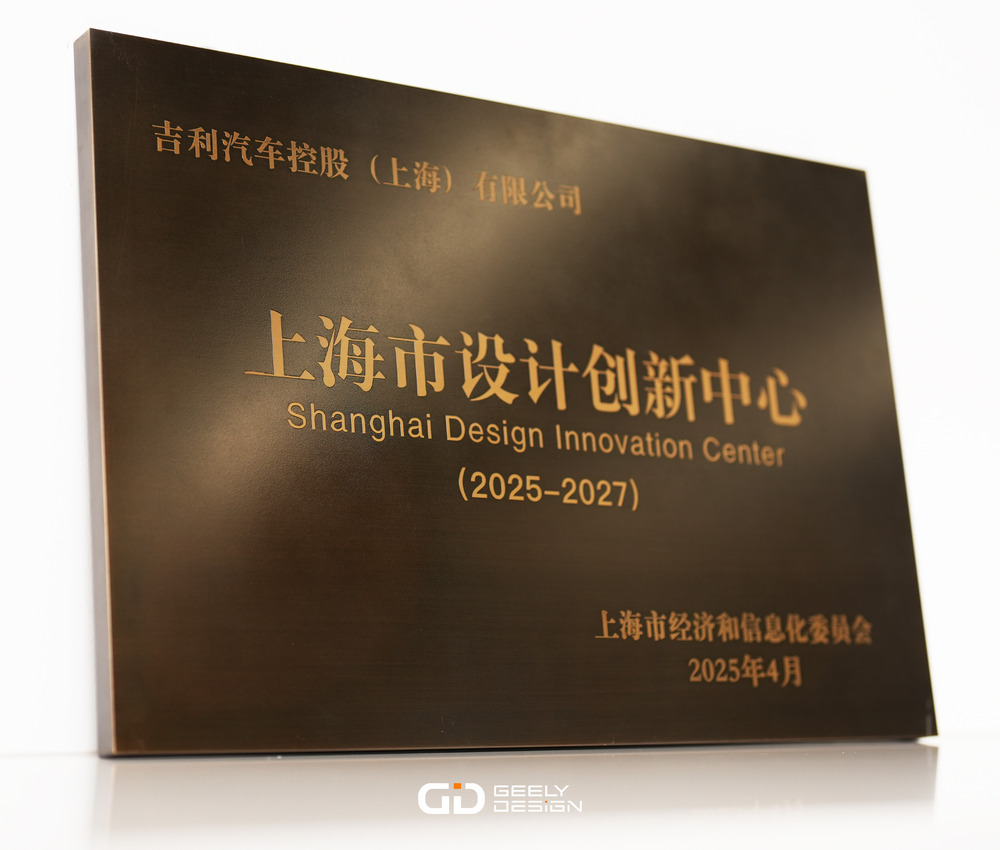 吉利汽车控股（上海）有限公司
上海市设计创新中心
Shanghai Design Innovation Center
(2025-2027)
上海市经济和信息化委员会
2025年4月
GD GEELY
DESIGN